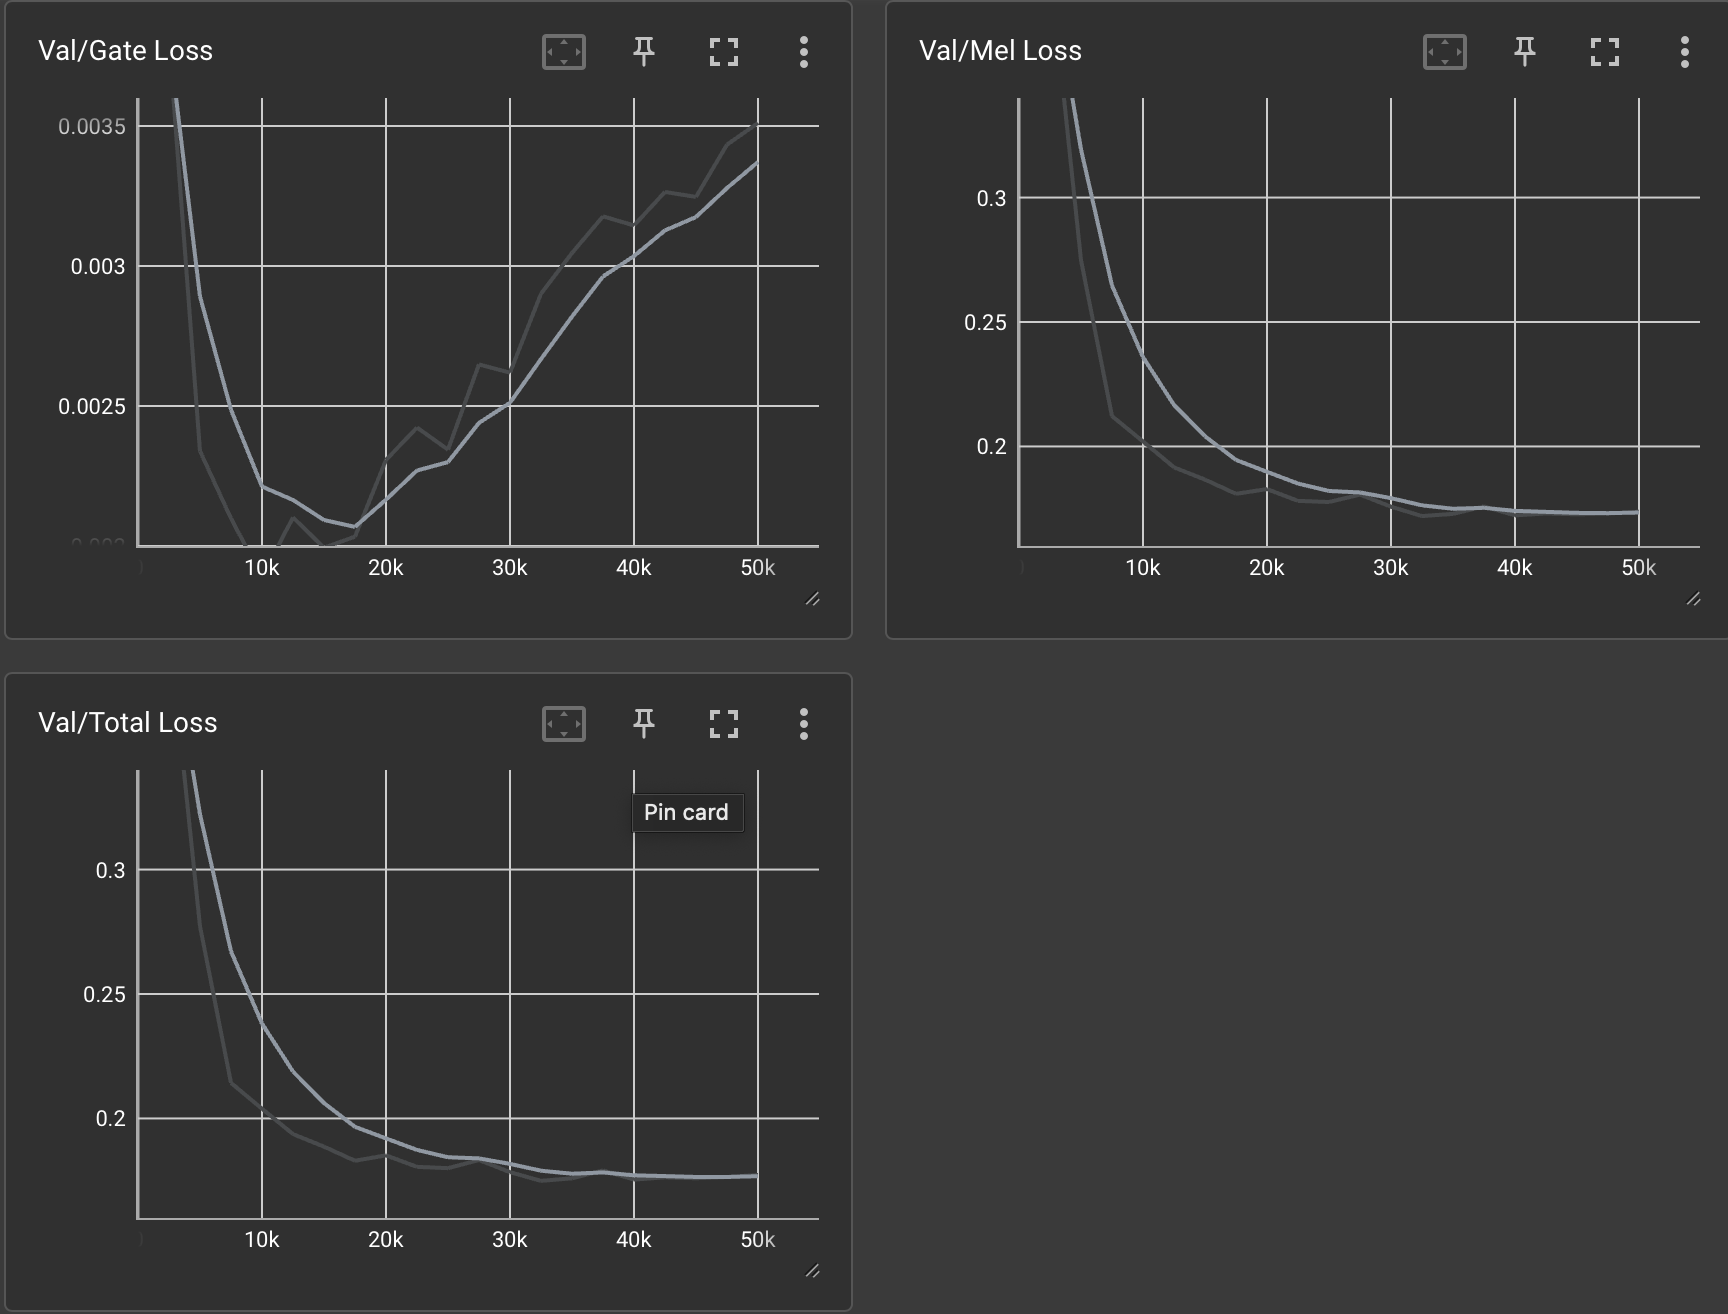 Val/Gate Loss
0.0035
0.003
0.0025
10k 20k 30k 40k 50k
Val/Mel Loss
0.3
0.25
0.2
10k 20k 30k 40k 50k
Val/Total Loss
Pin card
0.3
0.25
0.2
10k 20k 30k 40k 50k